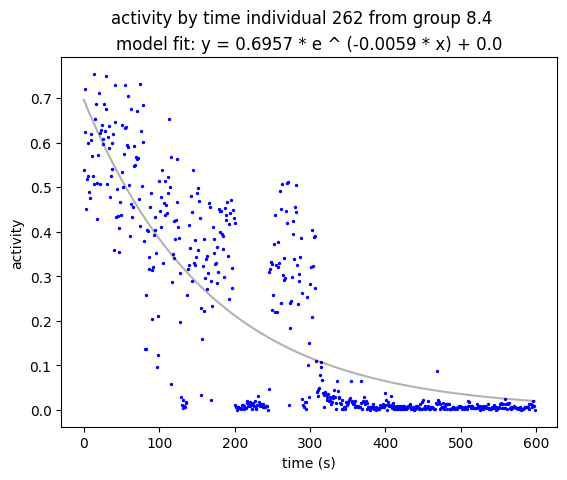 activity by time individual 262 from group 8.4
model fit: y = 0.6957 * e ^ (-0.0059 * x) + 0.0
0.7
0.6
0.5
0.4
0.3
0.2
0.1
0.0
activity
0 100 200 300 400 500 600
time (s)